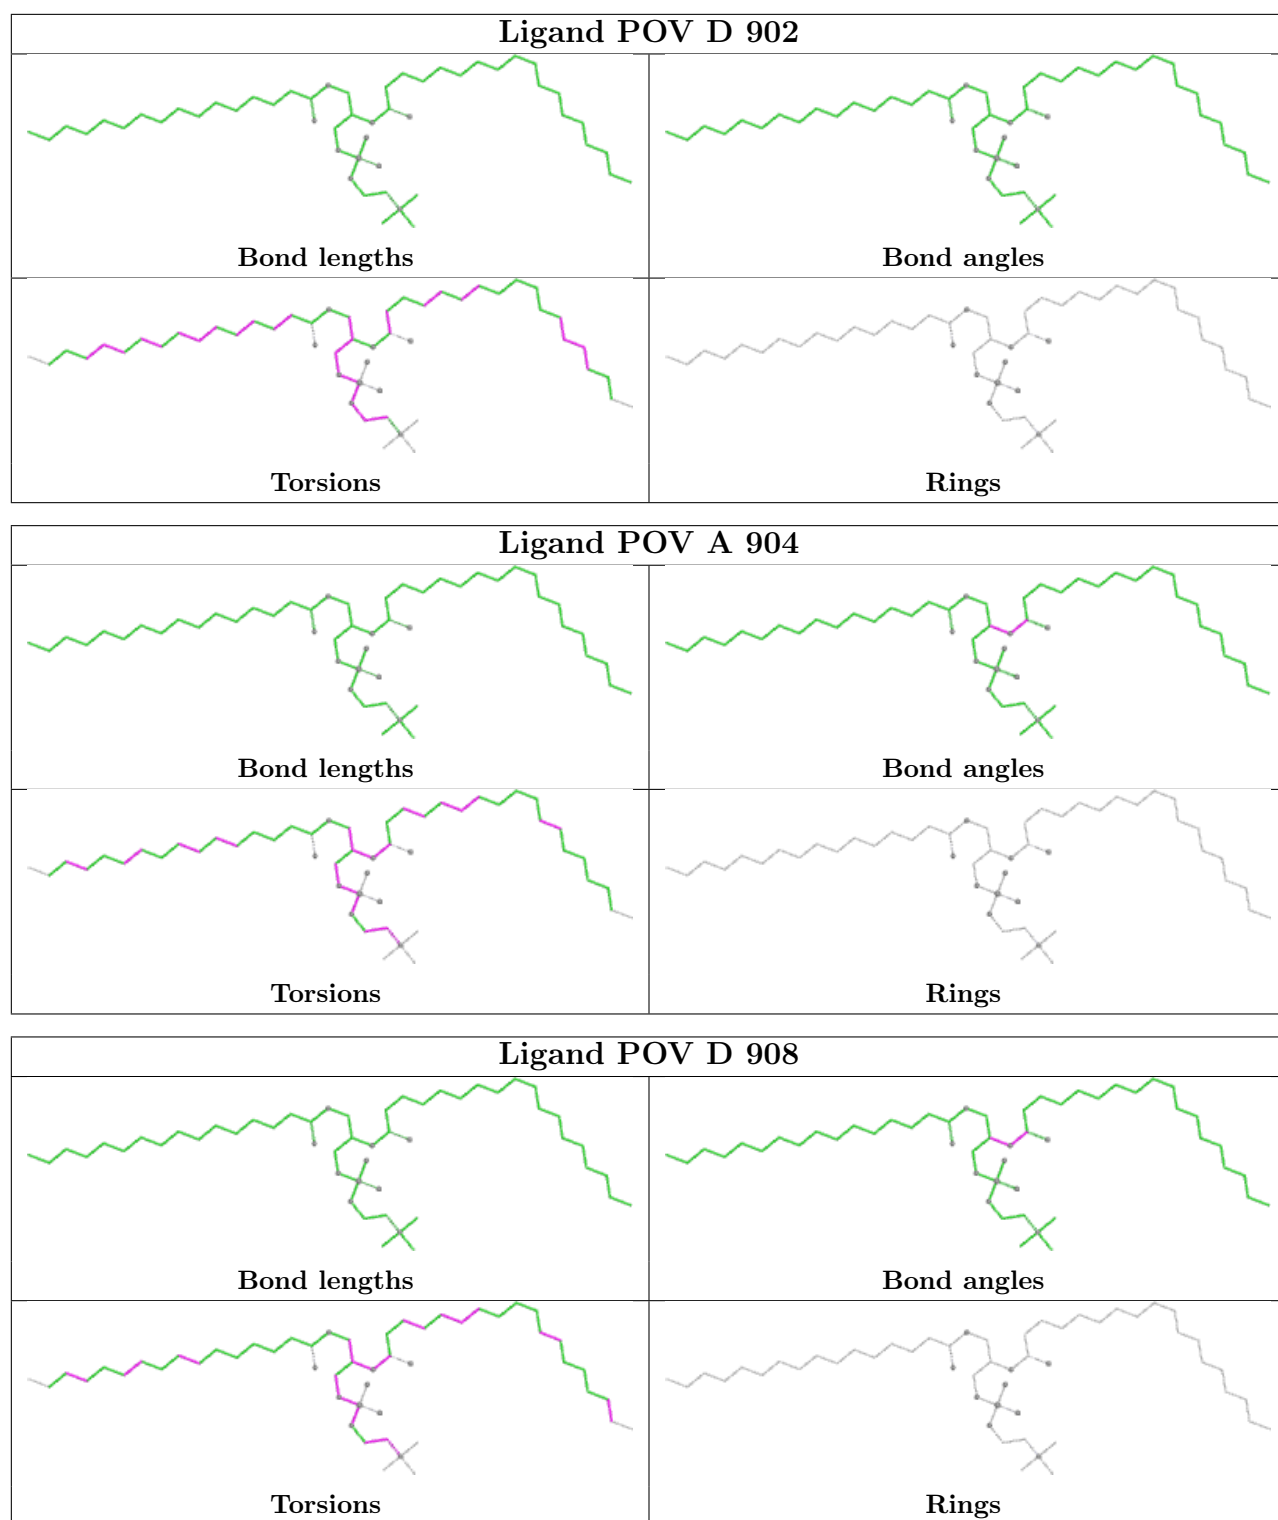 Ligand POV D 902
Bond lengths
Bond angles
Torsions
Rings
Ligand POV A 904
Bond lengths
Bond angles
Torsions
Rings
Ligand POV D 908
Bond lengths
Bond angles
Torsions
Rings